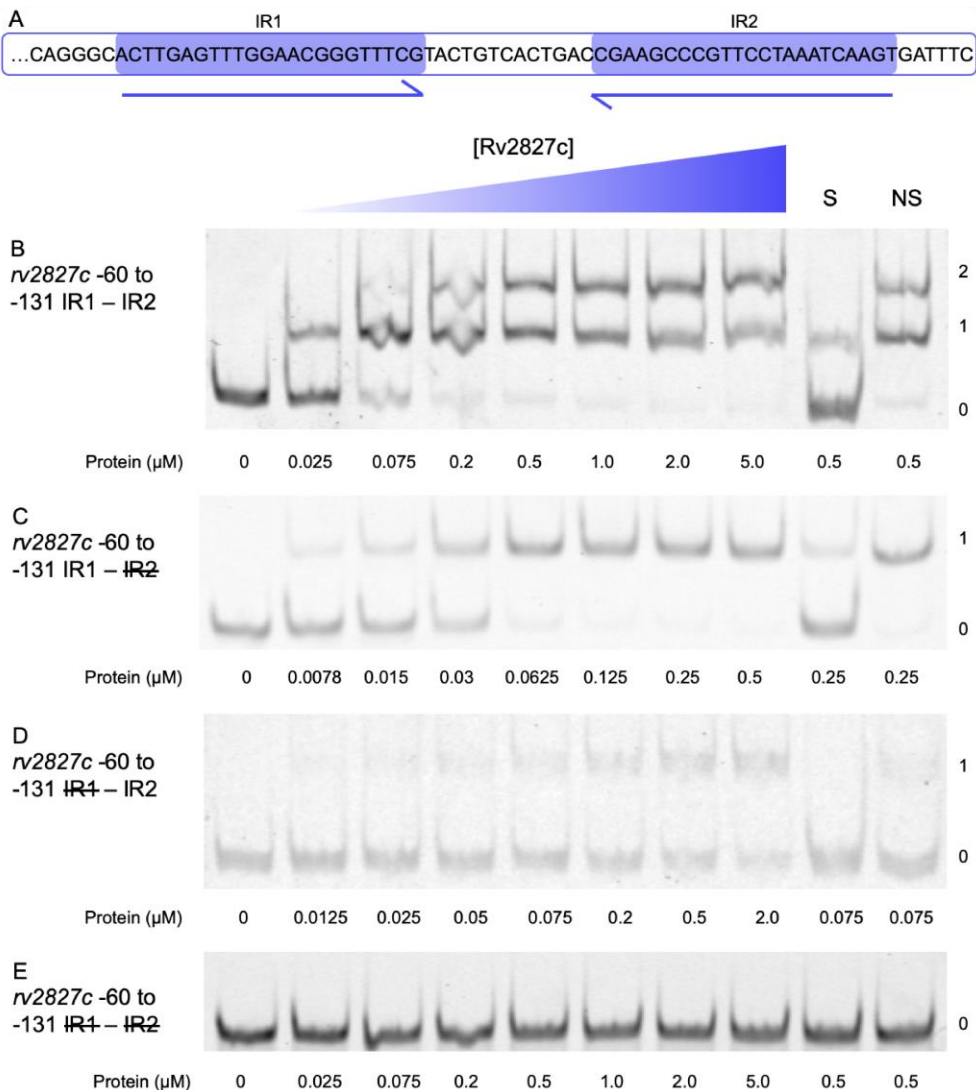 A
IR1 IR2
...CAGGGCACTTGAGTTTGGAACGGGTTTCGTACTGTCACTGACCGAAGCCCGTTCCTAAATCAAGTGATTTC
[Rv2827c]
S NS
B
rv2827c -60 to
-131 IR1 – IR2
2
1
0
Protein (µM) 0 0.025 0.075 0.2 0.5 1.0 2.0 5.0 0.5 0.5
C
rv2827c -60 to
-131 IR1 – IR2
1
0
Protein (µM) 0 0.0078 0.015 0.03 0.0625 0.125 0.25 0.5 0.25 0.25
D
rv2827c -60 to
-131 IR1 – IR2
1
0
Protein (µM) 0 0.0125 0.025 0.05 0.075 0.2 0.5 2.0 0.075 0.075
E
rv2827c -60 to
-131 IR1 – IR2
0
Protein (µM) 0 0.025 0.075 0.2 0.5 1.0 2.0 5.0 0.5 0.5